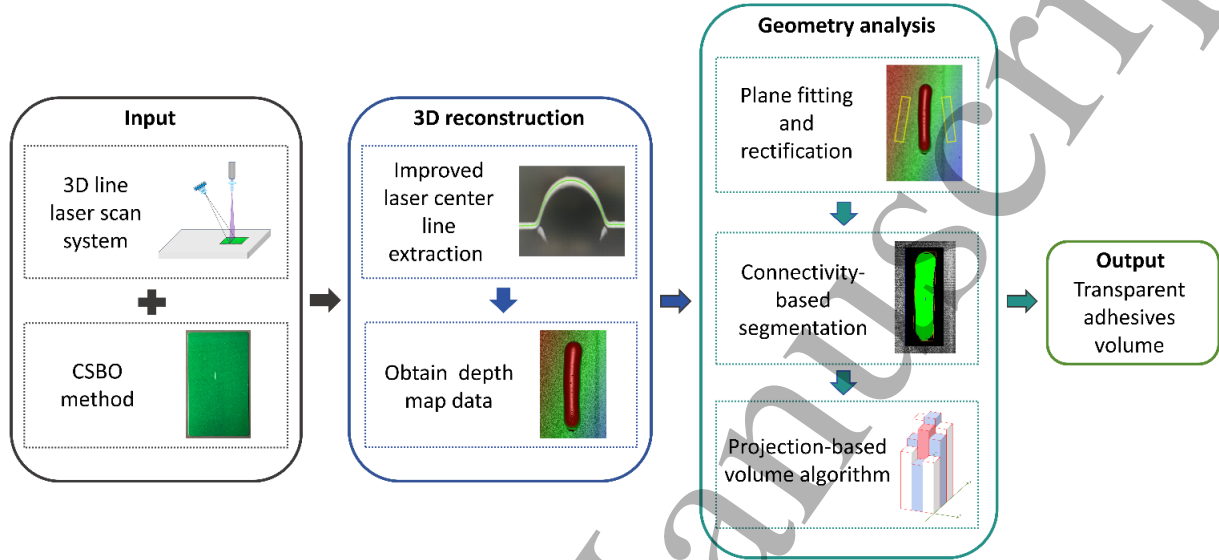 Input
3D line
laser scan
system
CSBO
method
3D reconstruction
Improved
laser center
line
extraction
Obtain depth
map data
Geometry analysis
Plane fitting
and
rectification
Connectivity-
based
segmentation
Projection-based
volume algorithm
Output
Transparent
adhesives
volume
anuscrip